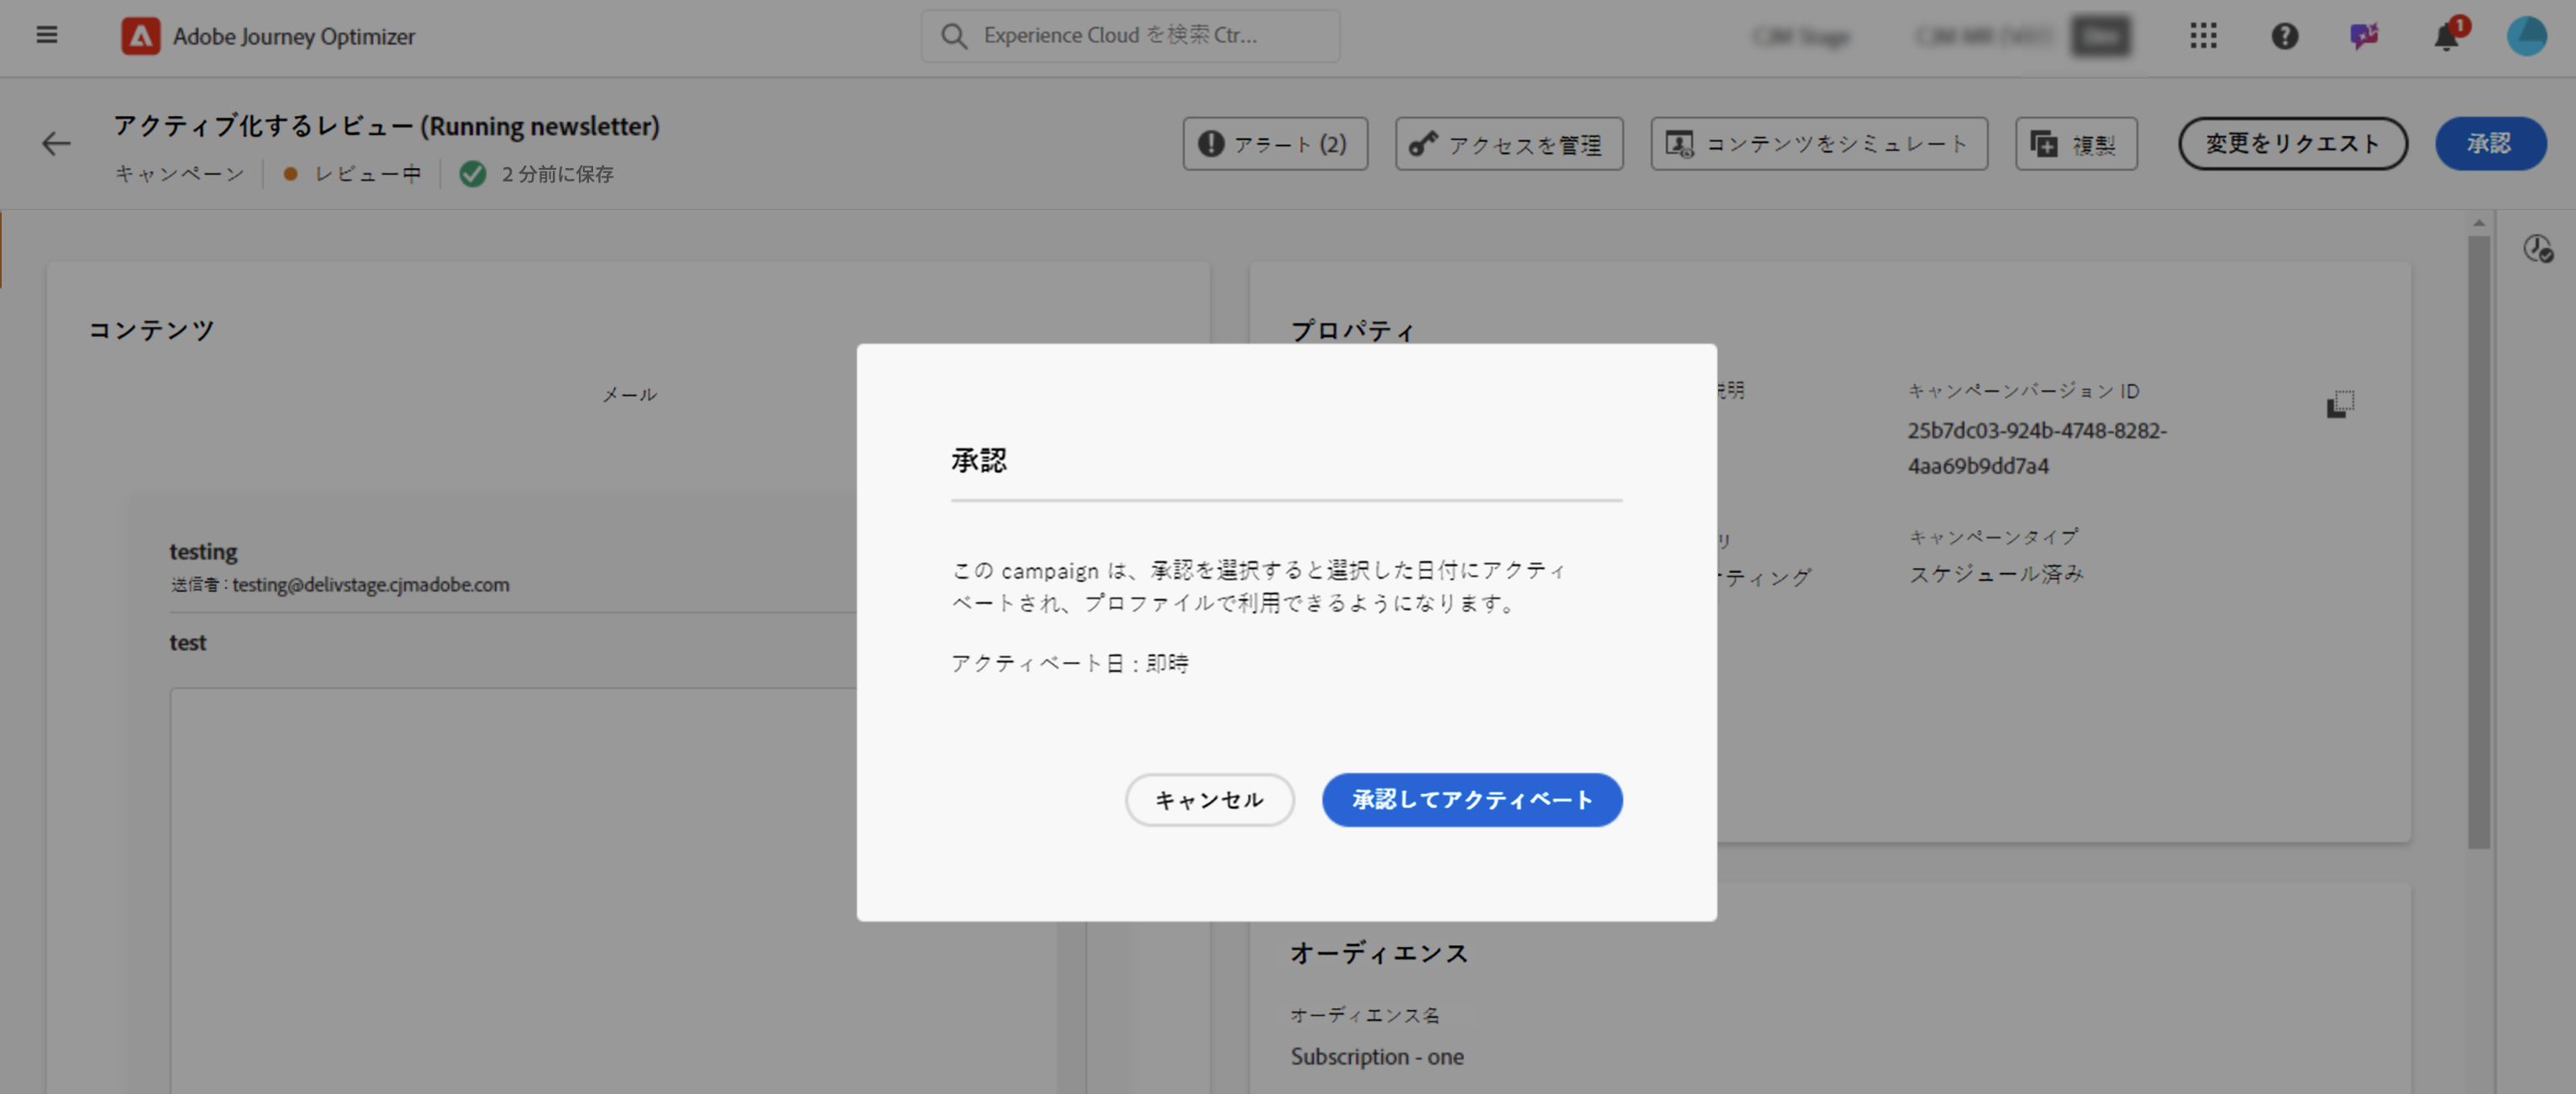 Adobe Journey Optimizer
Experience Cloud を検索 Ctr...
1
アクティブ化するレビュー (Running newsletter)
キャンペーン
レビュー中
2 分前に保存
アラート (2)
アクセスを管理
コンテンツをシミュレート
複製
変更をリクエスト
承認
コンテンツ
メール
testing
送信者 : testing@delivstage.cjmadobe.com
test
プロパティ
明
キャンペーンバージョン ID
25b7dc03-924b-4748-8282-
4aa69b9dd7a4
リ
ーティング
キャンペーンタイプ
スケジュール済み
承認
この campaign は、承認を選択すると選択した日付にアクティ
ベートされ、プロファイルで利用できるようになります。
アクティベート日 : 即時
キャンセル
承認してアクティベート
オーディエンス
オーディエンス名
Subscription - one